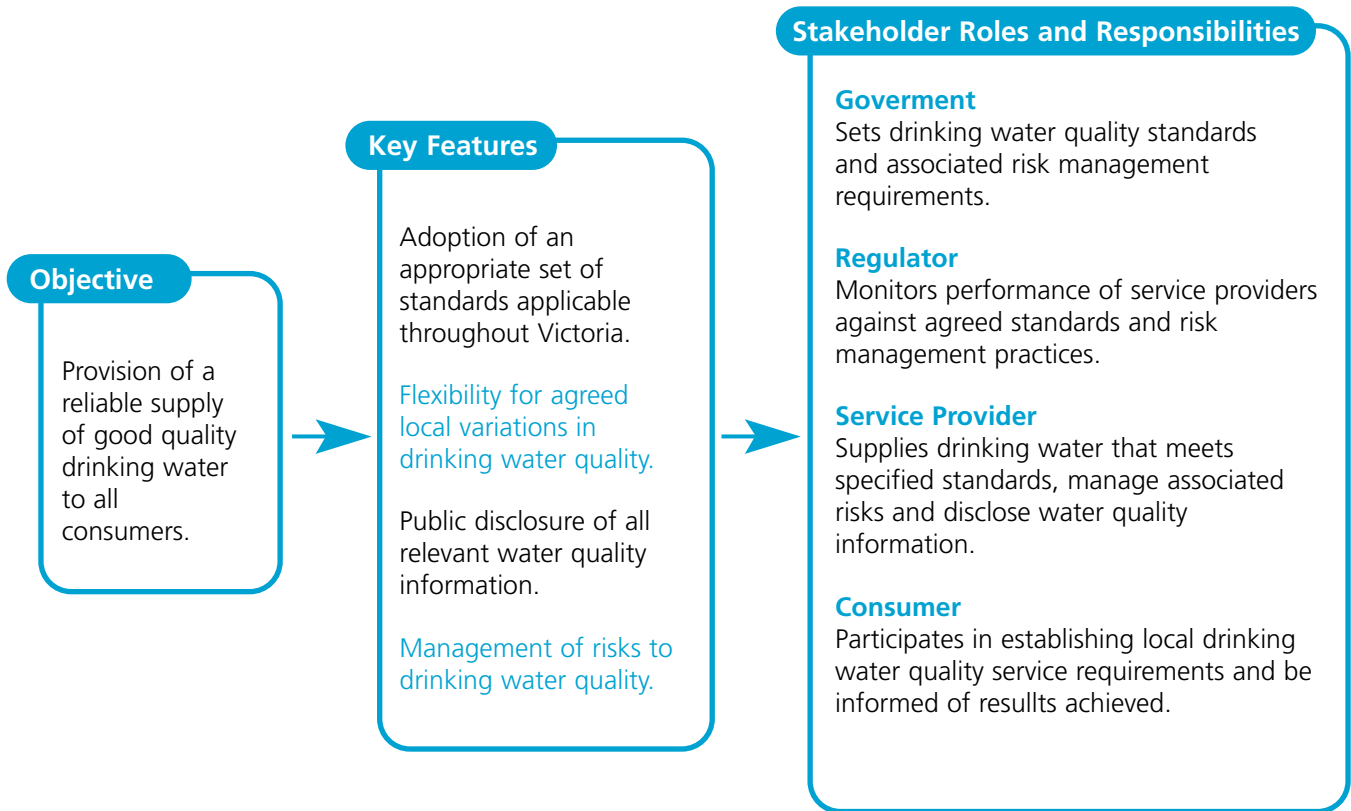 Objective
Provision of a
reliable supply
of good quality
drinking water
to all
consumers.
Key Features
Adoption of an
appropriate set of
standards applicable
throughout Victoria.
Flexibility for agreed
local variations in
drinking water quality.
Public disclosure of all
relevant water quality
information.
Management of risks to
drinking water quality.
Stakeholder Roles and Responsibilities
Goverment
Sets drinking water quality standards
and associated risk management
requirements.
Regulator
Monitors performance of service providers
against agreed standards and risk
management practices.
Service Provider
Supplies drinking water that meets
specified standards, manage associated
risks and disclose water quality
information.
Consumer
Participates in establishing local drinking
water quality service requirements and be
informed of resullts achieved.